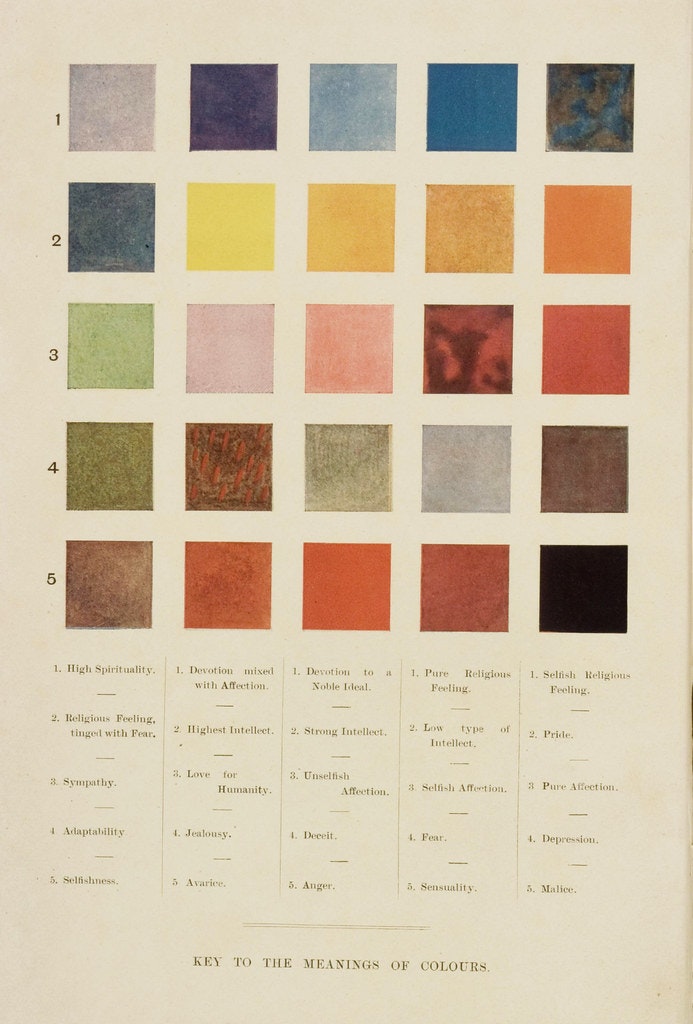 1
2
3
4
5
1. High Spirituality.
2. Religious Feeling,
tinged with Fear.
3. Sympathy.
4 Adaptability
5. Selfishness.
1. Devotion mixed
with Affection.
2 Highest Intellect.
3. Love for
Humanity.
4. Jealousy.
5 Avarice.
1. Devotion to a
Noble Ideal.
2. Strong Intellect.
3. Unselfish
Affection.
4. Deceit.
5. Anger.
1. Pure Religious
Feeling.
2. Low type of
Intellect.
3 Selfish Affection.
4. Fear.
5. Sensuality.
1. Selfish Religious
Feeling.
2. Pride.
3 Pure Affection.
4. Depression.
5. Malice.
KEY TO THE MEANINGS OF COLOURS.